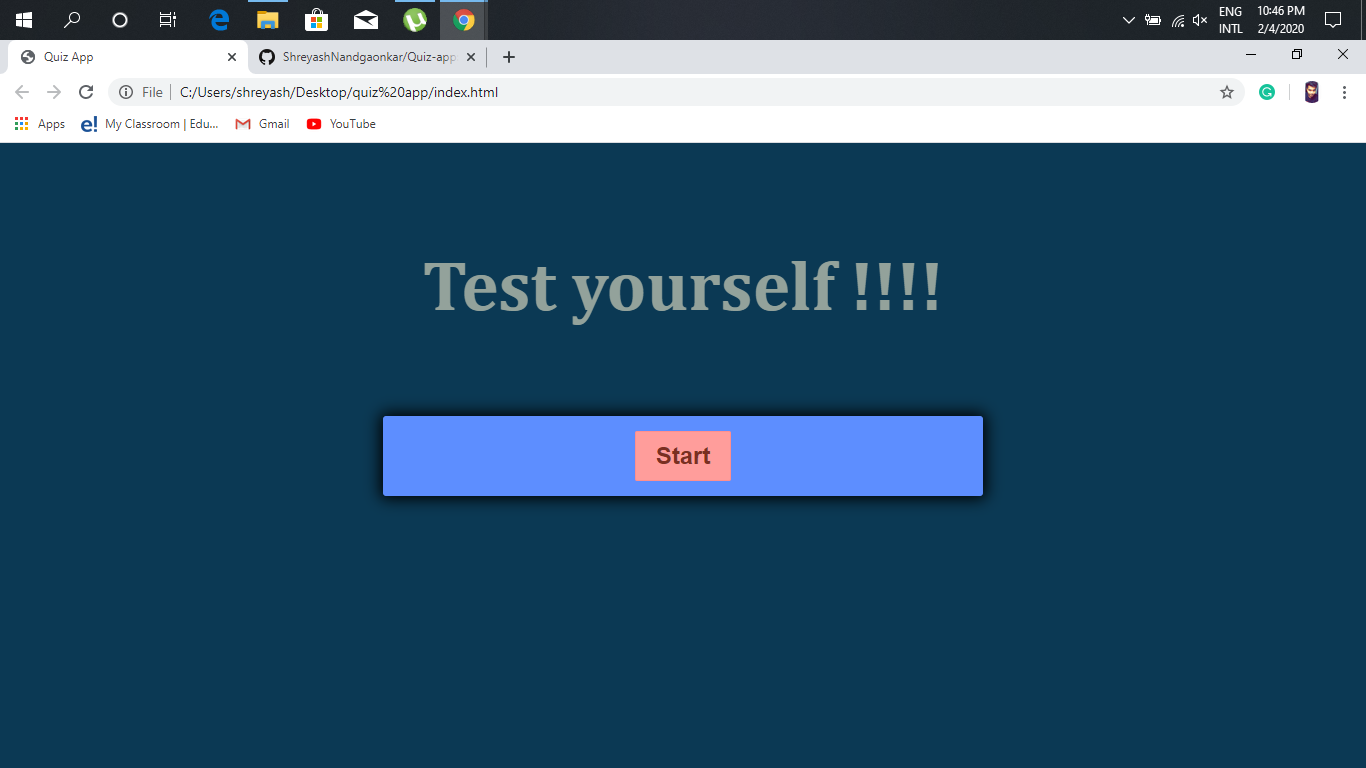 ENG
10:46 PM
INTL
2/4/2020
Quiz App
ShreyashNandgaonkar/Quiz-app
File
C:/Users/shreyash/Desktop/quiz%20app/index.html
Apps
e!
My Classroom | Edu...
Gmail
YouTube
Test yourself !!!!
Start